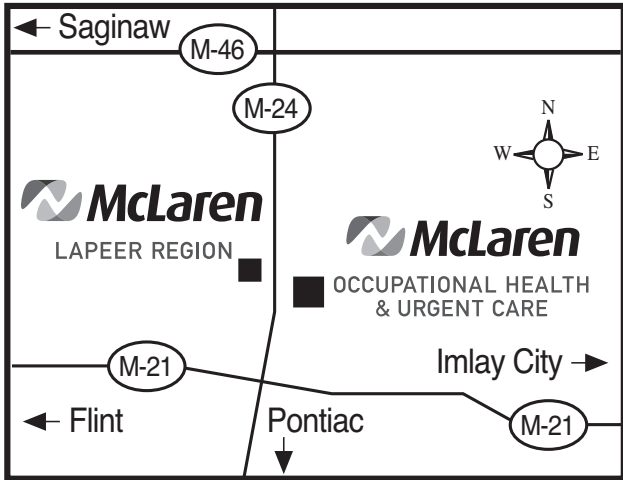 Saginaw
M-46
M-24
N
W E
S
McLaren
LAPEER REGION
McLaren
OCCUPATIONAL HEALTH
& URGENT CARE
M-21
Imlay City
Flint
Pontiac
M-21